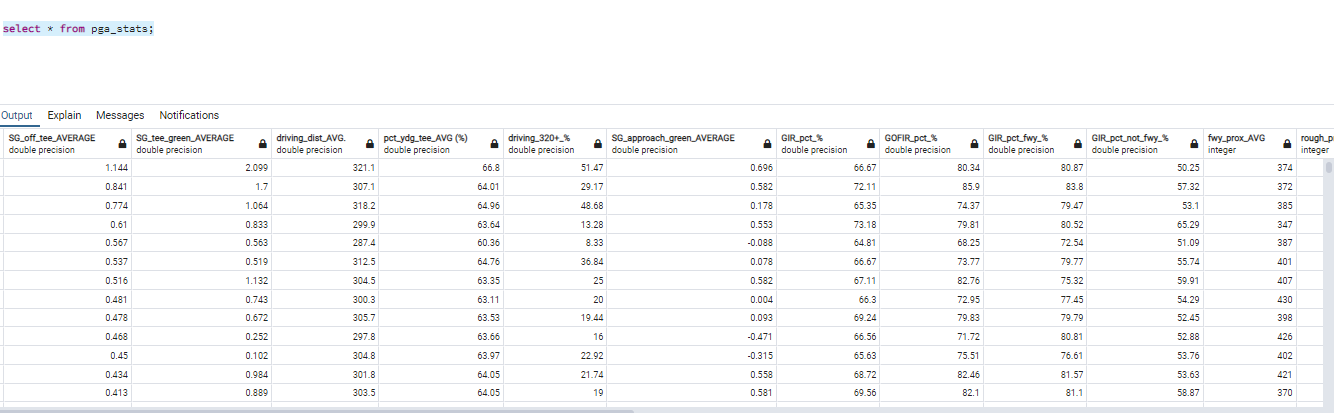 select * from pga_stats;
Output Explain Messages Notifications
SG_off_tee_AVERAGE SG_tee_green_AVERAGE driving_dist_AVG. pct_ydg_tee_AVG (%) driving_320+_% SG_approach_green_AVERAGE GIR_pct_% GOFIR_pct_% GIR_pct_fwy_% GIR_pct_not_fwy_% fwy_prox_AVG rough_p
double precision double precision double precision double precision double precision double precision double precision double precision double precision double precision integer integer
1.144 2.099 321.1 66.8 51.47 0.696 66.67 80.34 80.87 50.25 374
0.841 1.7 307.1 64.01 29.17 0.582 72.11 85.9 83.8 57.32 372
0.774 1.064 318.2 64.96 48.68 0.178 65.35 74.37 79.47 53.1 385
0.61 0.833 299.9 63.64 13.28 0.553 73.18 79.81 80.52 65.29 347
0.567 0.563 287.4 60.36 8.33 -0.088 64.81 68.25 72.54 51.09 387
0.537 0.519 312.5 64.76 36.84 0.078 66.67 73.77 79.77 55.74 401
0.516 1.132 304.5 63.35 25 0.582 67.11 82.76 75.32 59.91 407
0.481 0.743 300.3 63.11 20 0.004 66.3 72.95 77.45 54.29 430
0.478 0.672 305.7 63.53 19.44 0.093 69.24 79.83 79.79 52.45 398
0.468 0.252 297.8 63.66 16 -0.471 66.56 71.72 80.81 52.88 426
0.45 0.102 304.8 63.97 22.92 -0.315 65.63 75.51 76.61 53.76 402
0.434 0.984 301.8 64.05 21.74 0.558 68.72 82.46 81.57 53.63 421
0.413 0.889 303.5 64.05 19 0.581 69.56 82.1 81.1 58.87 370